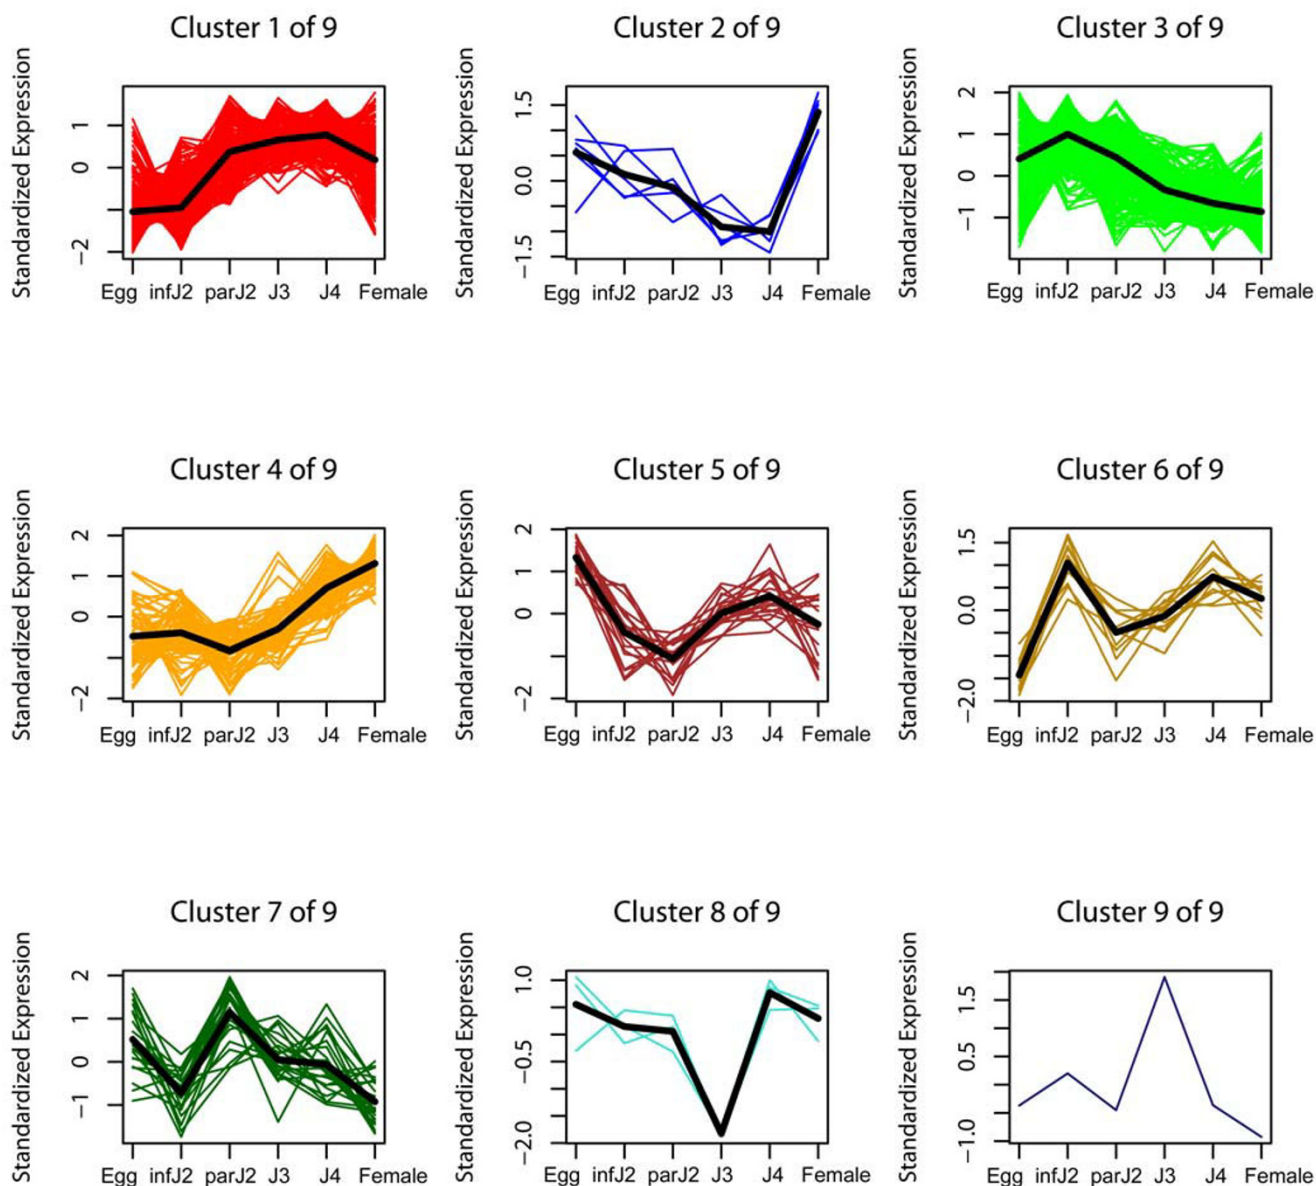 Cluster 1 of 9
Standardized Expression
1
0
−2
Egg infJ2 parJ2 J3 J4 Female
Cluster 2 of 9
Standardized Expression
1.5
0.0
−1.5
Egg infJ2 parJ2 J3 J4 Female
Cluster 3 of 9
Standardized Expression
2
1
0
−1
Egg infJ2 parJ2 J3 J4 Female
Cluster 4 of 9
Standardized Expression
2
1
0
−2
Egg infJ2 parJ2 J3 J4 Female
Cluster 5 of 9
Standardized Expression
2
1
0
−2
Egg infJ2 parJ2 J3 J4 Female
Cluster 6 of 9
Standardized Expression
1.5
0.0
−2.0
Egg infJ2 parJ2 J3 J4 Female
Cluster 7 of 9
Standardized Expression
2
1
0
−1
Egg infJ2 parJ2 J3 J4 Female
Cluster 8 of 9
Standardized Expression
1.0
−0.5
−2.0
Egg infJ2 parJ2 J3 J4 Female
Cluster 9 of 9
Standardized Expression
1.5
0.5
−1.0
Egg infJ2 parJ2 J3 J4 Female